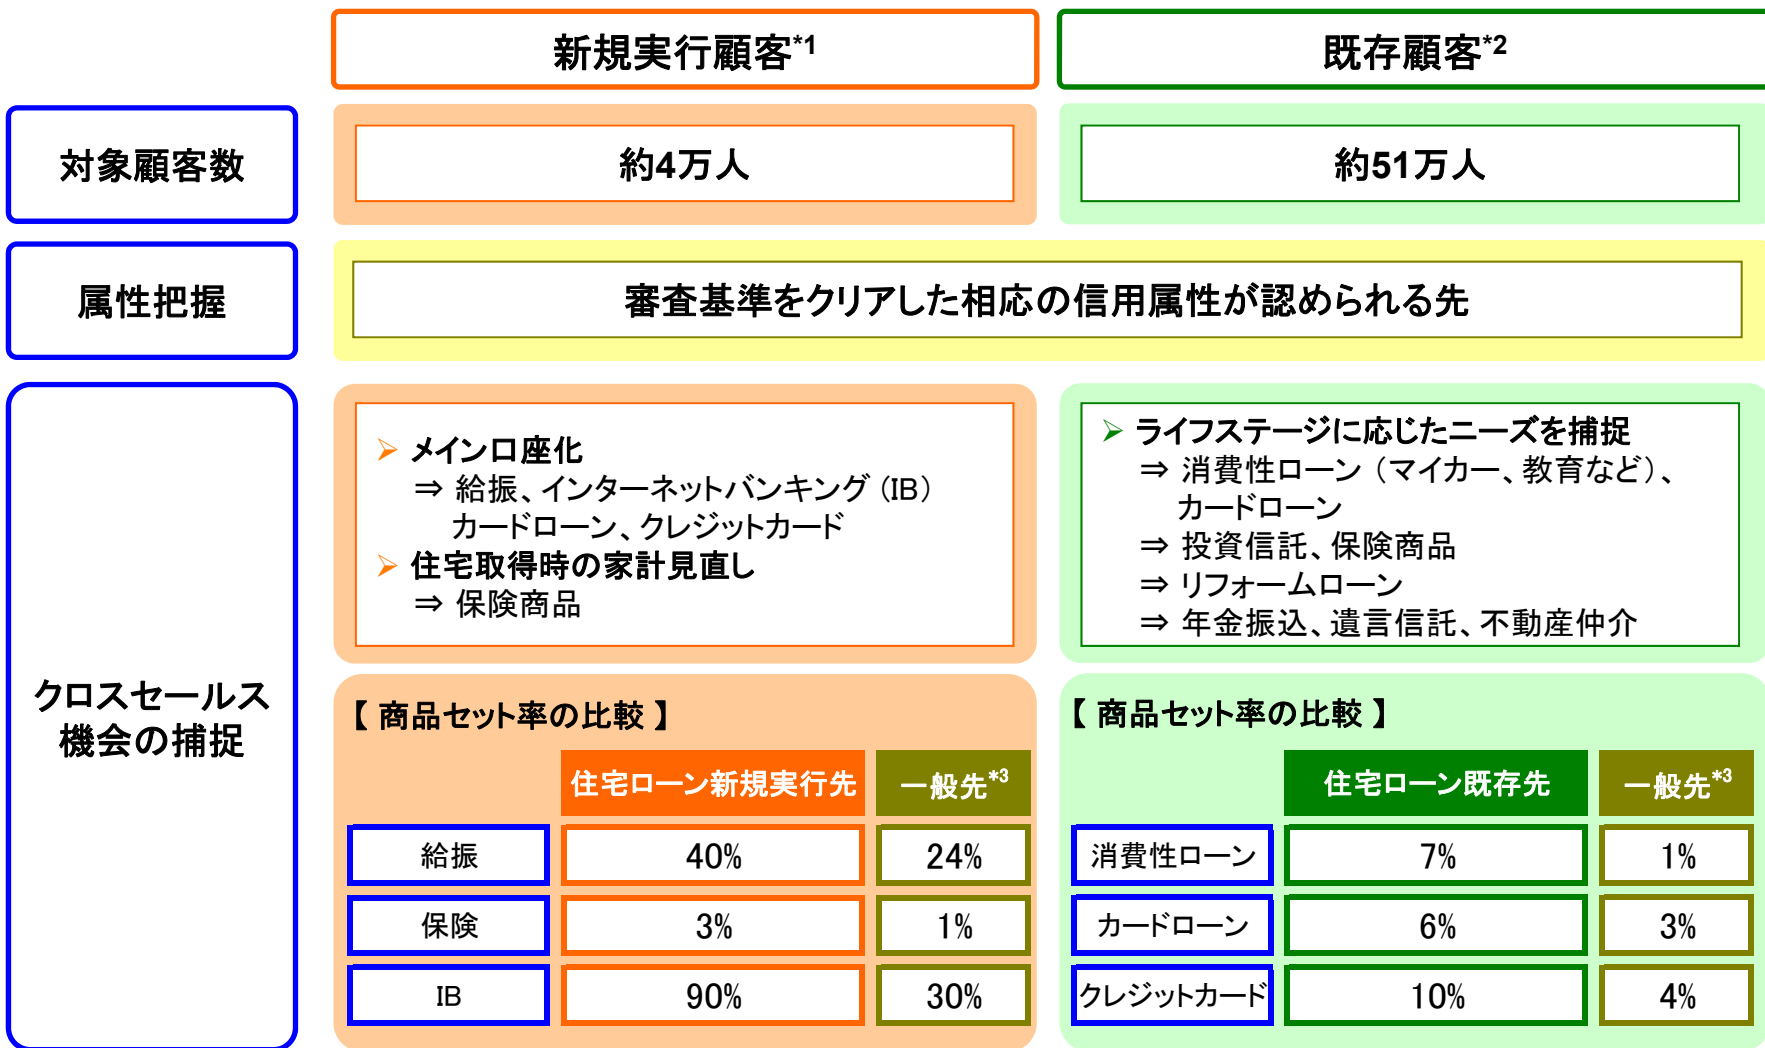 新規実行顧客*1
既存顧客*2
対象顧客数
約4万人
約51万人
属性把握
審査基準をクリアした相応の信用属性が認められる先
クロスセールス
機会の捕捉
➢ メイン口座化
⇒ 給振、インターネットバンキング（IB）
カードローン、クレジットカード
➢ 住宅取得時の家計見直し
⇒ 保険商品
➢ ライフステージに応じたニーズを捕捉
⇒ 消費性ローン（マイカー、教育など）、
カードローン
⇒ 投資信託、保険商品
⇒ リフォームローン
⇒ 年金振込、遺言信託、不動産仲介
【 商品セット率の比較 】
住宅ローン新規実行先 一般先*3
給振 40% 24%
保険 3% 1%
IB 90% 30%
【 商品セット率の比較 】
住宅ローン既存先 一般先*3
消費性ローン 7% 1%
カードローン 6% 3%
クレジットカード 10% 4%